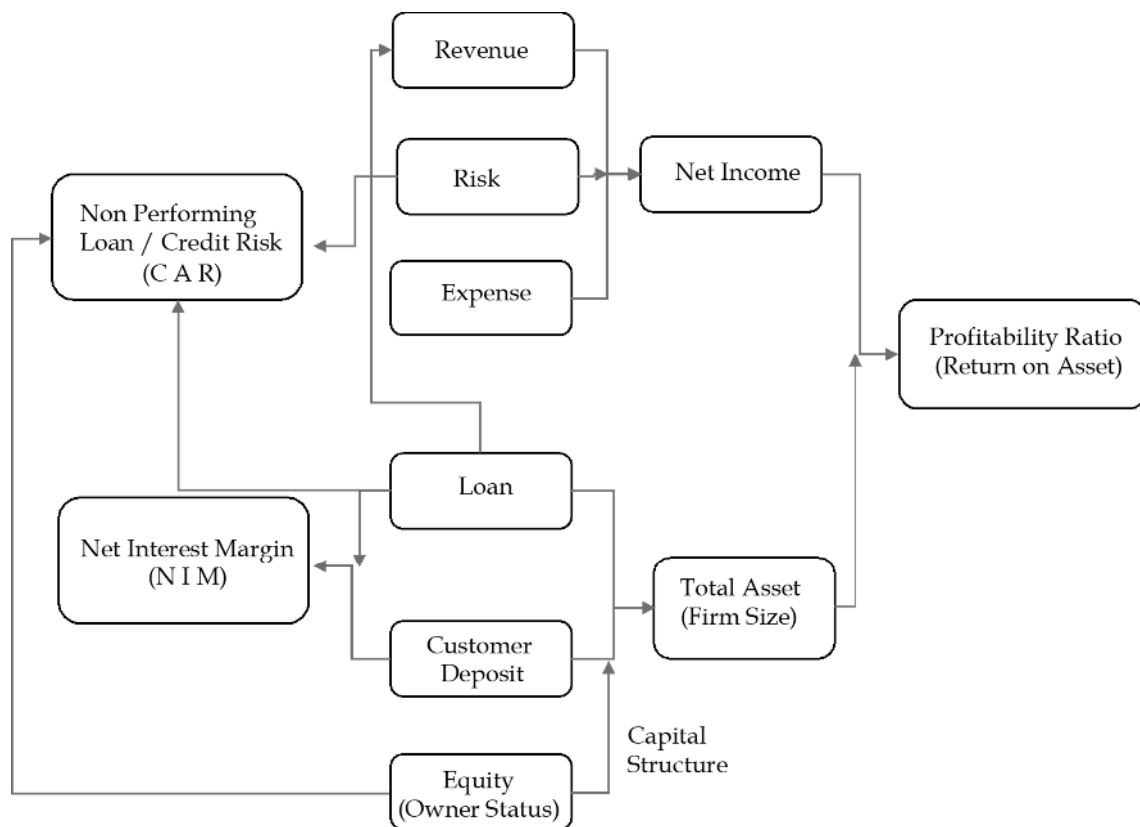 Revenue
Risk
Net Income
Non Performing
Loan / Credit Risk
(C A R)
Expense
Profitability Ratio
(Return on Asset)
Loan
Net Interest Margin
(N I M)
Total Asset
(Firm Size)
Customer
Deposit
Capital
Structure
Equity
(Owner Status)